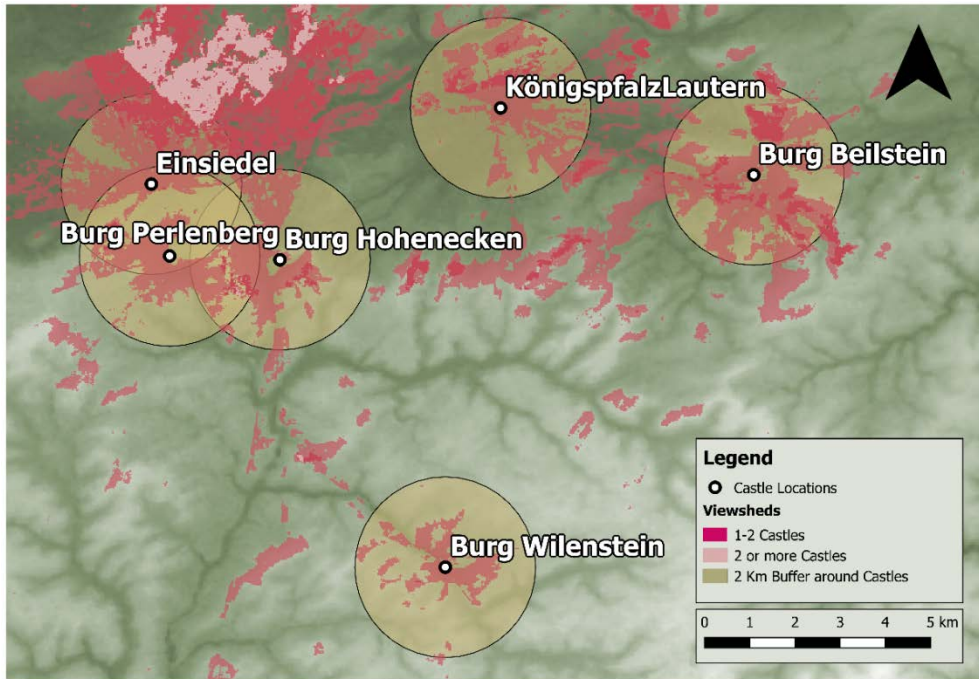 KönigspfalzLautern
Einsiedel
Burg Beilstein
Burg Perlenberg
Burg Hohenecken
Burg Wilenstein
Legend
Castle Locations
Viewsheds
1-2 Castles
2 or more Castles
2 Km Buffer around Castles
0 1 2 3 4 5 km